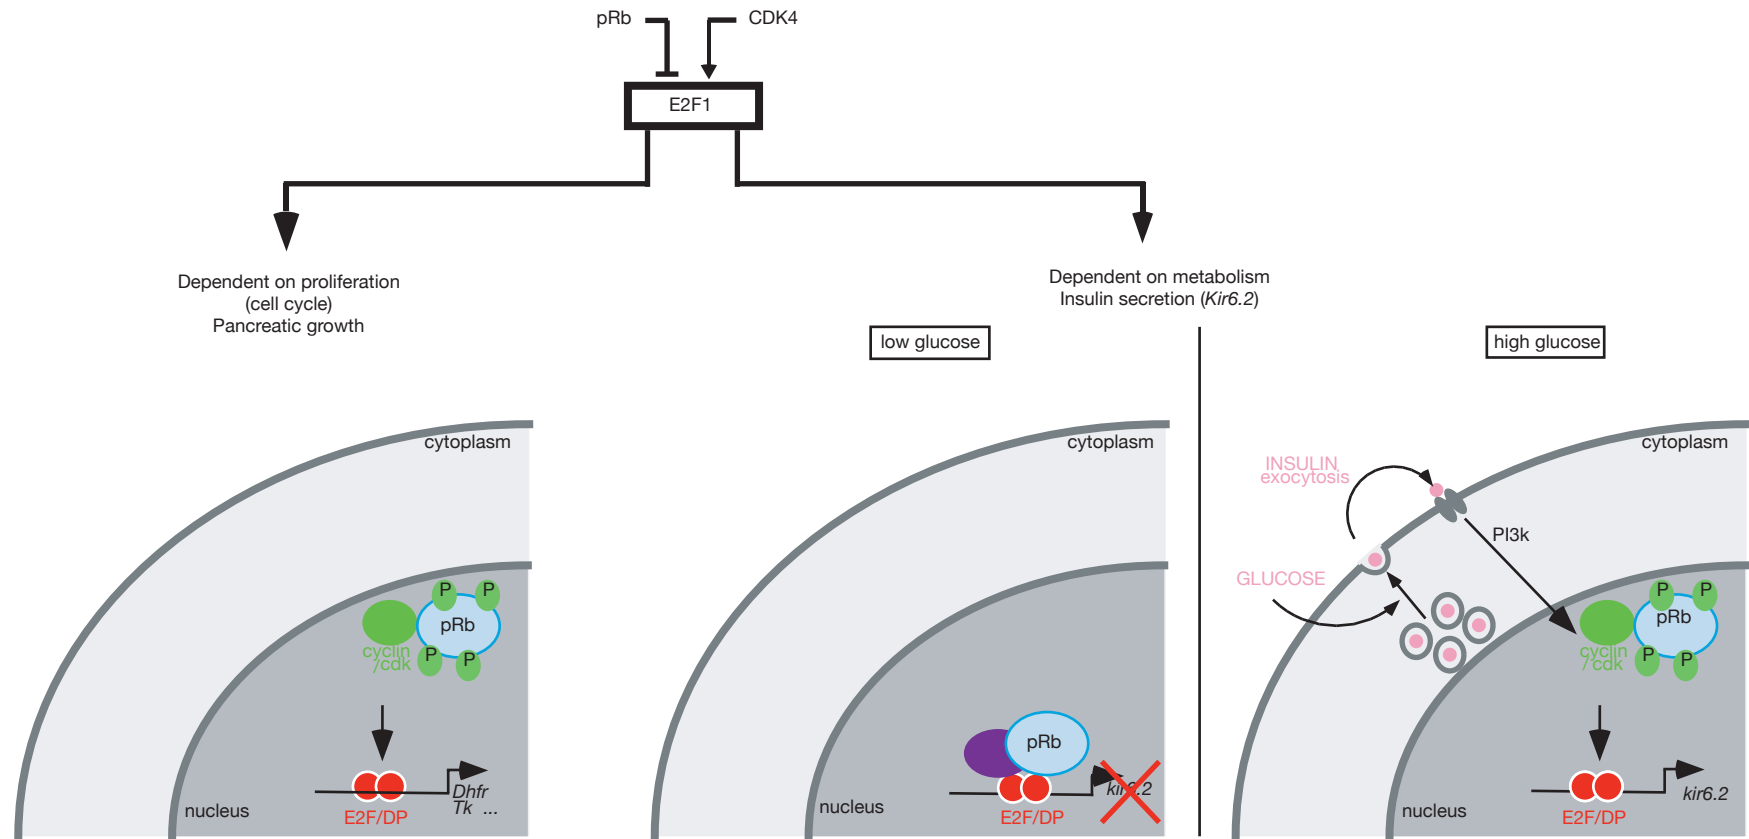 pRb
CDK4
E2F1
Dependent on proliferation
(cell cycle)
Pancreatic growth
Dependent on metabolism
Insulin secretion (Kir6.2)
low glucose
high glucose
cytoplasm
P
P
pRb
cyclin
/cdk
P
P
Dhfr
Tk ...
nucleus
E2F/DP
cytoplasm
pRb
kir6.2
nucleus
E2F/DP
cytoplasm
INSULIN
exocytosis
PI3k
GLUCOSE
P
P
pRb
cyclin
/cdk
P
P
kir6.2
nucleus
E2F/DP